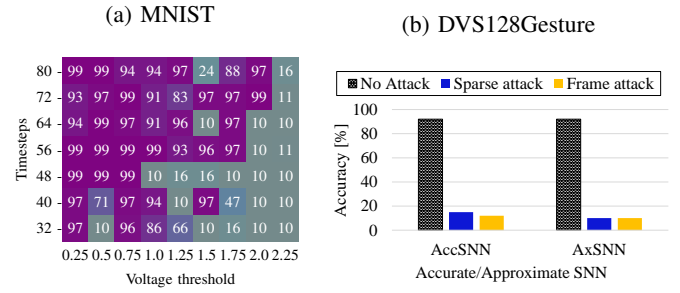 (a) MNIST
80 99 99 94 94 97 24 88 97 16
72 93 97 99 91 83 97 97 99 11
64 94 99 97 91 96 10 97 10 10
56 99 99 99 99 93 96 97 10 11
48 99 99 99 10 16 16 10 10 10
40 97 71 97 94 10 97 47 10 10
32 97 10 96 86 66 10 16 10 10
0.25 0.5 0.75 1.0 1.25 1.5 1.75 2.0 2.25
Timesteps
Voltage threshold
(b) DVS128Gesture
No Attack Sparse attack Frame attack
100
80
60
40
20
0
Accuracy [%]
AccSNN AxSNN
Accurate/Approximate SNN